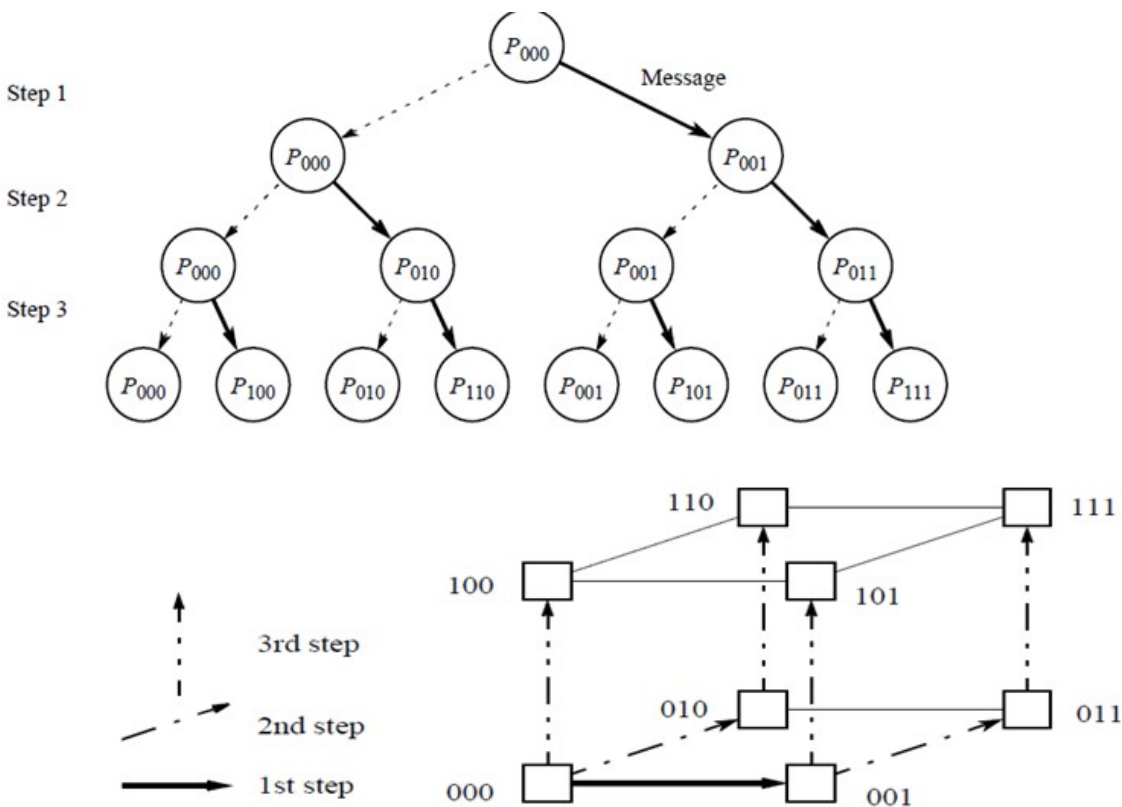 P000
Message
Step 1
P000 P001
Step 2
P000 P010 P001 P011
Step 3
P000 P100 P010 P110 P001 P101 P011 P111
110 111
100 101
3rd step
010 011
2nd step
000 001
1st step